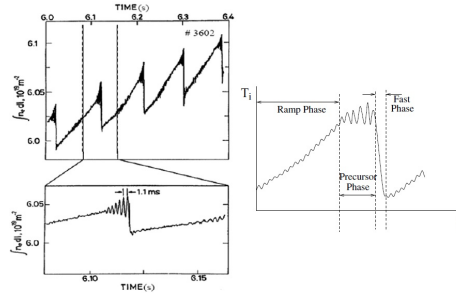 TIME (s)
6.0 6.1 6.2 6.3 6.4
# 3602
6.1
6.0
∫nₑdl, 10¹⁹m⁻²
1.1 ms
6.05
6.0
∫nₑdl, 10¹⁹m⁻²
6.10 6.15
TIME(s)
Tᵢ
Ramp Phase
Fast
Phase
Precursor
Phase